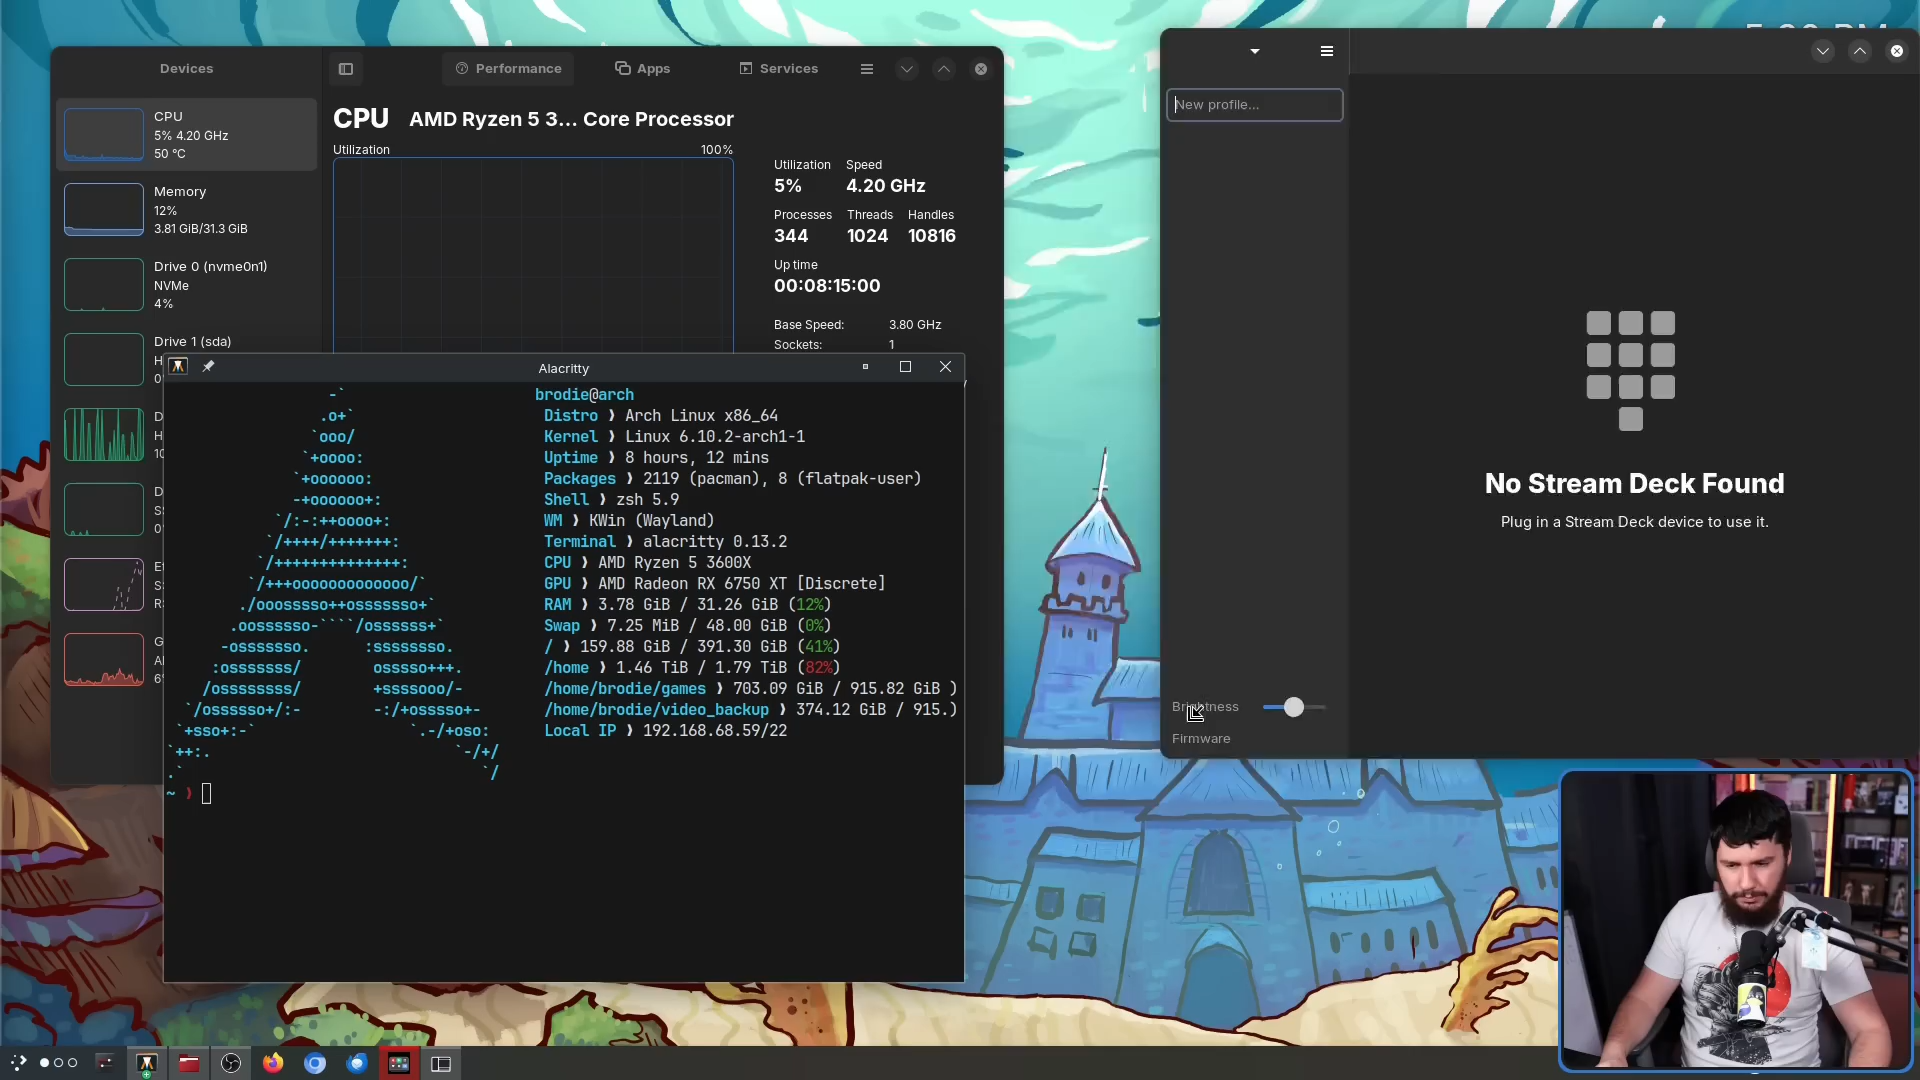 Devices
Performance
Apps
Services
CPU
5% 4.20 GHz
50 °C
Memory
12%
3.81 GiB/31.3 GiB
Drive 0 (nvme0n1)
NVMe
4%
Drive 1 (sda)
CPU AMD Ryzen 5 3... Core Processor
Utilization 100%
Utilization Speed
5% 4.20 GHz
Processes Threads Handles
344 1024 10816
Up time
00:08:15:00
Base Speed: 3.80 GHz
Sockets: 1
Alacritty
brodie@arch
Distro ❯ Arch Linux x86_64
Kernel ❯ Linux 6.10.2-arch1-1
Uptime ❯ 8 hours, 12 mins
Packages ❯ 2119 (pacman), 8 (flatpak-user)
Shell ❯ zsh 5.9
WM ❯ KWin (Wayland)
Terminal ❯ alacritty 0.13.2
CPU ❯ AMD Ryzen 5 3600X
GPU ❯ AMD Radeon RX 6750 XT [Discrete]
RAM ❯ 3.78 GiB / 31.26 GiB (12%)
Swap ❯ 7.25 MiB / 48.00 GiB (0%)
/ ❯ 159.88 GiB / 391.30 GiB (41%)
/home ❯ 1.46 TiB / 1.79 TiB (82%)
/home/brodie/games ❯ 703.09 GiB / 915.82 GiB )
/home/brodie/video_backup ❯ 374.12 GiB / 915.)
Local IP ❯ 192.168.68.59/22
~ ❯
New profile...
No Stream Deck Found
Plug in a Stream Deck device to use it.
Brightness
Firmware